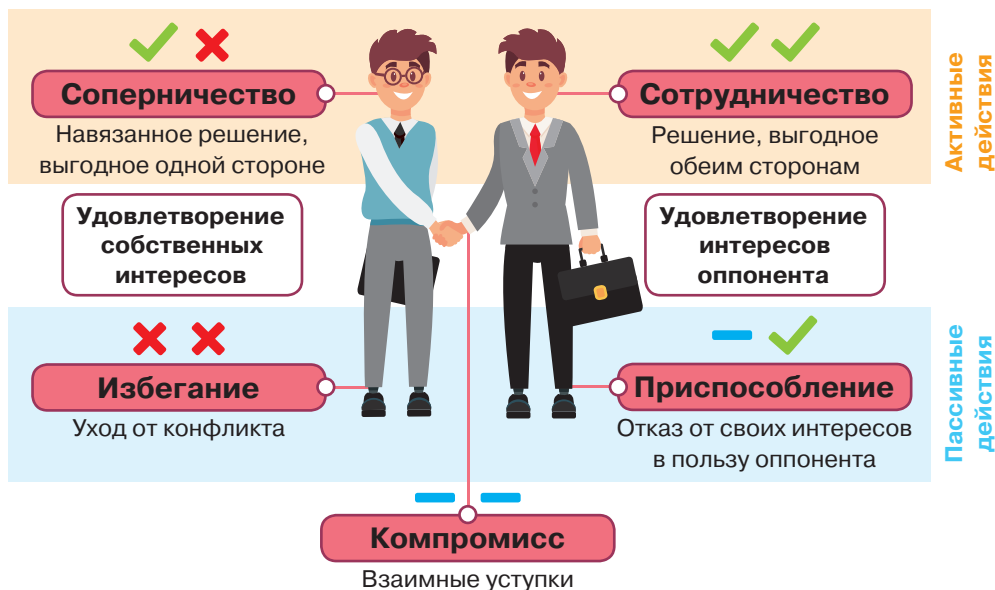 Соперничество
Навязанное решение,
выгодное одной стороне
Сотрудничество
Решение, выгодное
обеим сторонам
Активные
действия
Удовлетворение
собственных
интересов
Удовлетворение
интересов
оппонента
Избегание
Уход от конфликта
Приспособление
Отказ от своих интересов
в пользу оппонента
Пассивные
действия
Компромисс
Взаимные уступки